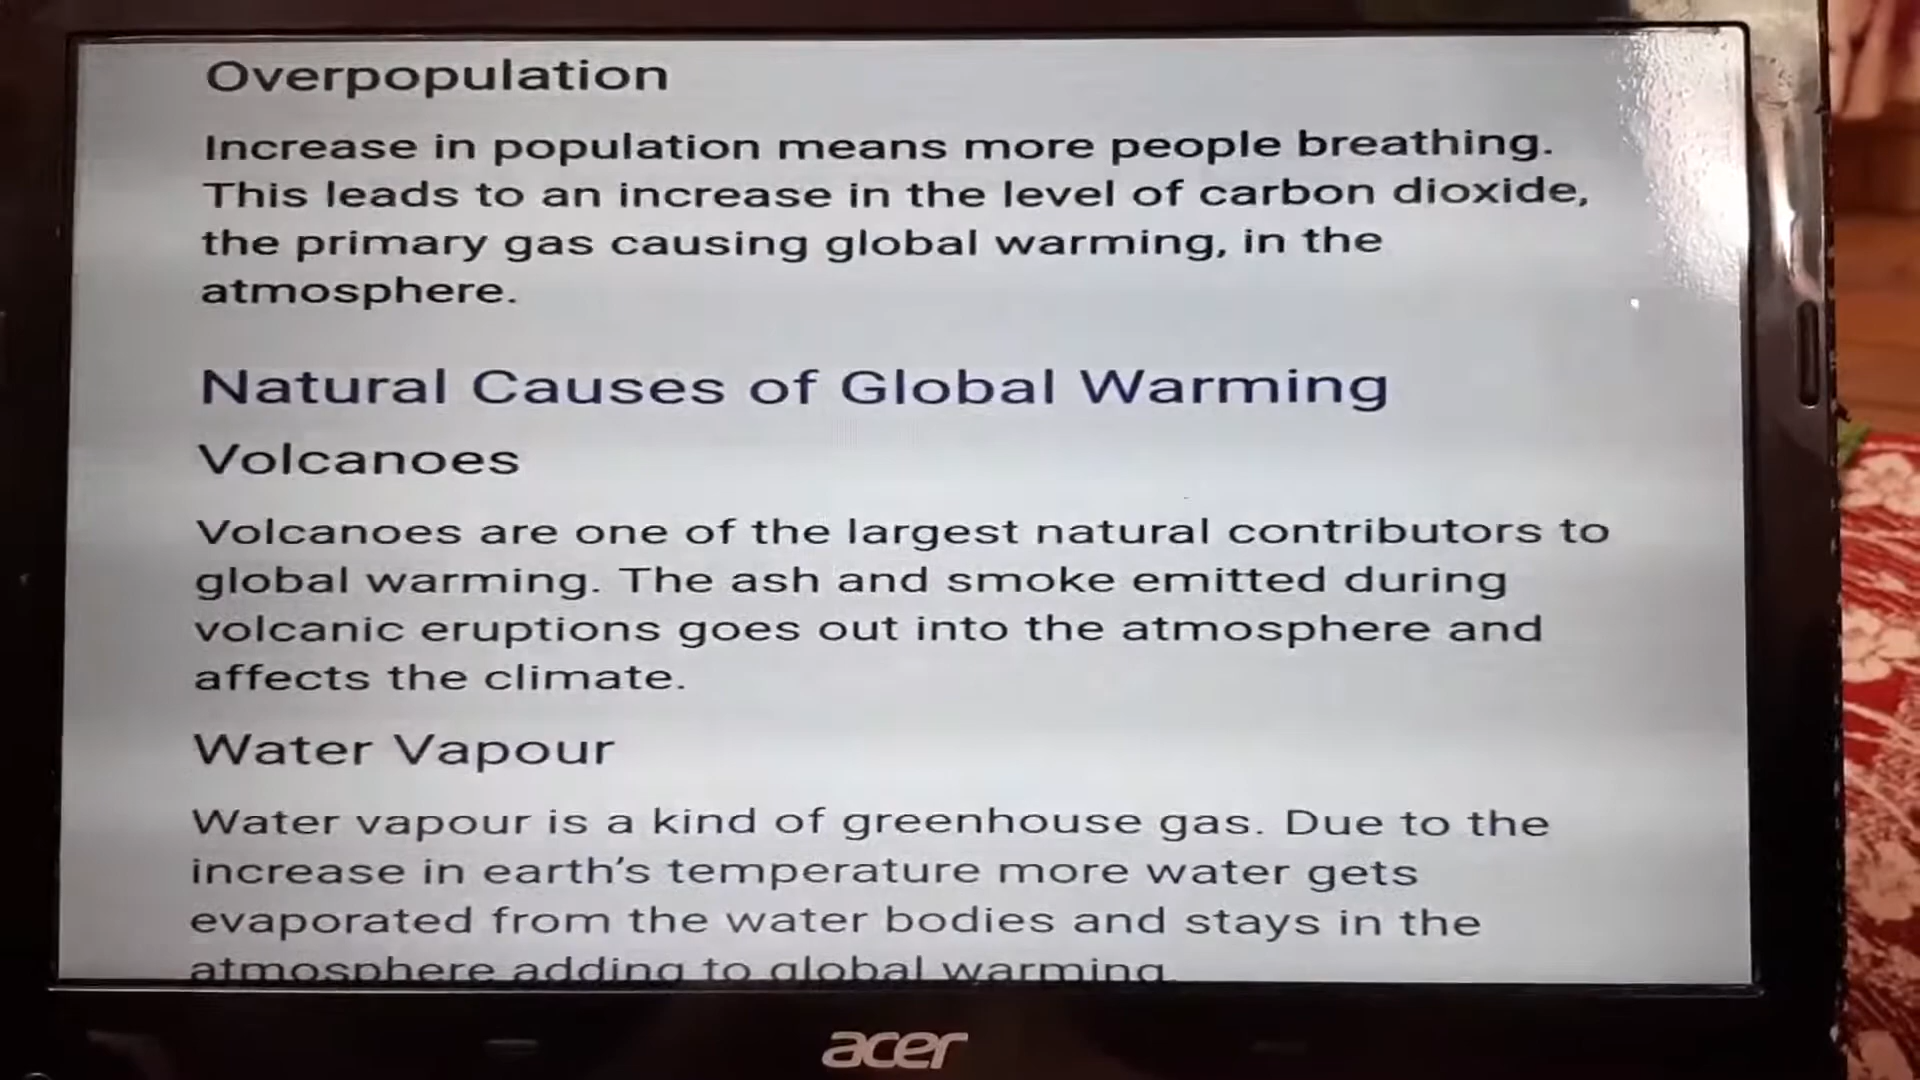 Overpopulation
Increase in population means more people breathing.
This leads to an increase in the level of carbon dioxide,
the primary gas causing global warming, in the
atmosphere.
Natural Causes of Global Warming
Volcanoes
Volcanoes are one of the largest natural contributors to
global warming. The ash and smoke emitted during
volcanic eruptions goes out into the atmosphere and
affects the climate.
Water Vapour
Water vapour is a kind of greenhouse gas. Due to the
increase in earth's temperature more water gets
evaporated from the water bodies and stays in the
atmosphere adding to global warming.
acer